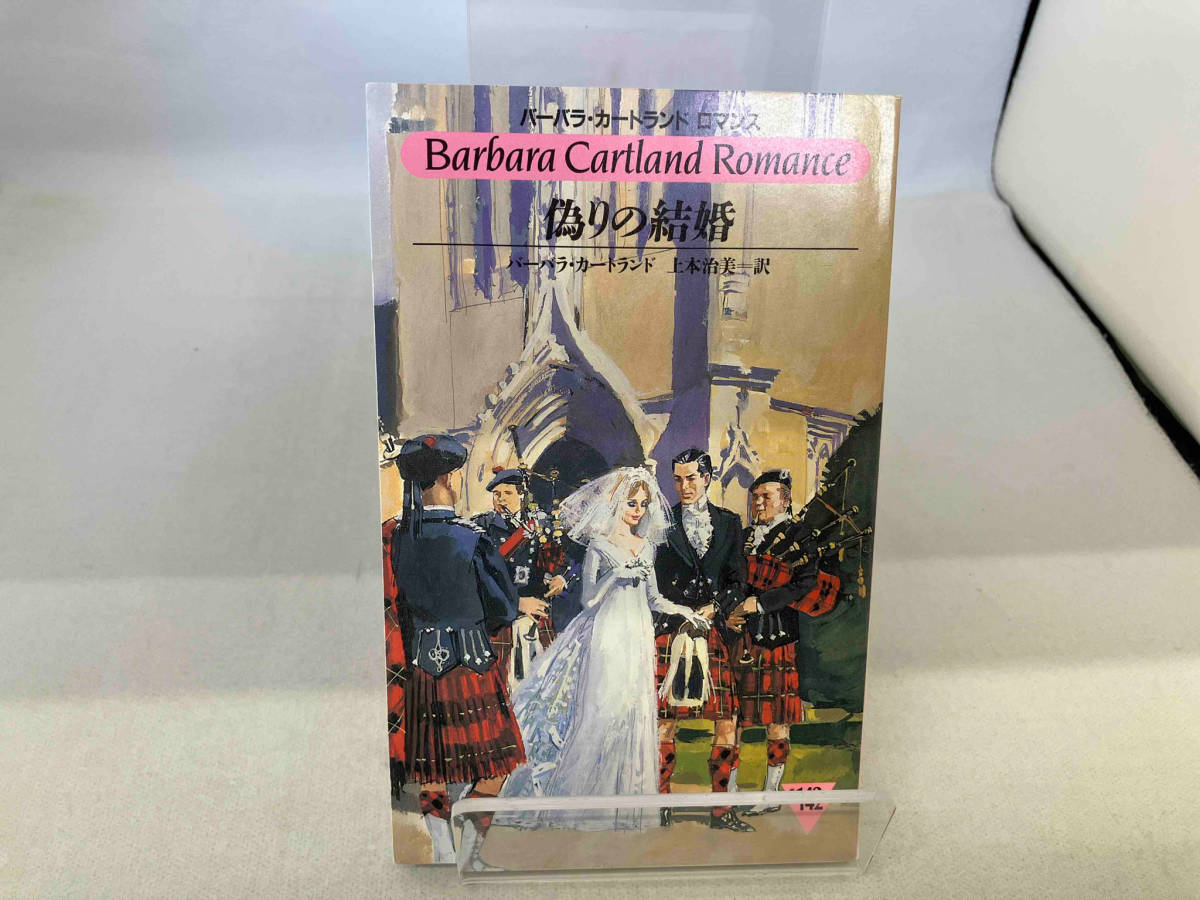 バーバラ・カートランド ロマンス
Barbara Cartland Romance
偽りの結婚
バーバラ・カートランド 上本治美=訳
142